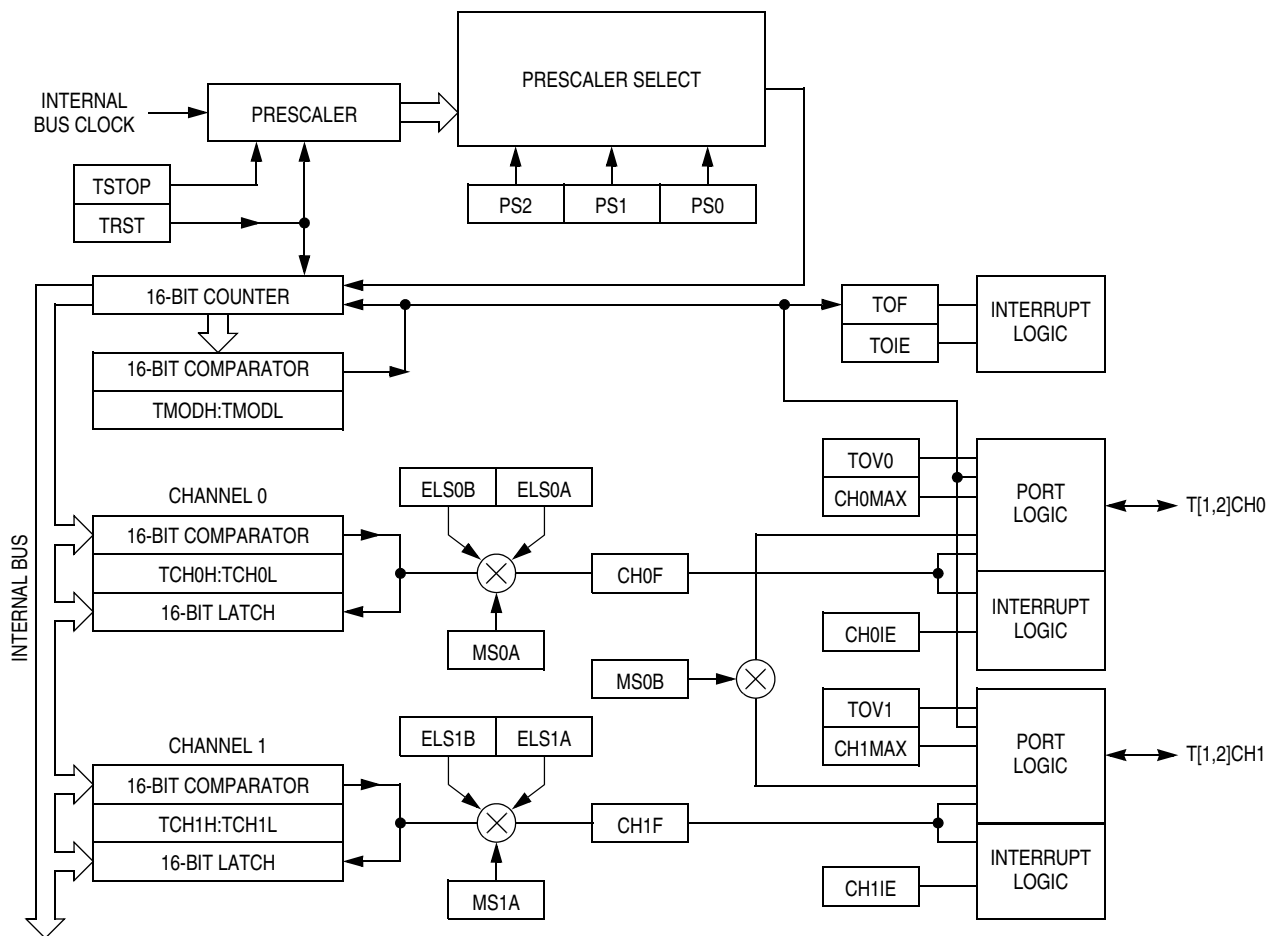 PRESCALER SELECT
INTERNAL
BUS CLOCK
PRESCALER
TSTOP
TRST
PS2
PS1
PS0
16-BIT COUNTER
16-BIT COMPARATOR
TMODH:TMODL
TOF
TOIE
INTERRUPT
LOGIC
INTERNAL BUS
CHANNEL 0
16-BIT COMPARATOR
TCH0H:TCH0L
16-BIT LATCH
ELS0B
ELS0A
MS0A
CH0F
TOV0
CH0MAX
PORT
LOGIC
T[1,2]CH0
INTERRUPT
LOGIC
CH0IE
MS0B
CHANNEL 1
16-BIT COMPARATOR
TCH1H:TCH1L
16-BIT LATCH
ELS1B
ELS1A
MS1A
CH1F
TOV1
CH1MAX
PORT
LOGIC
T[1,2]CH1
INTERRUPT
LOGIC
CH1IE